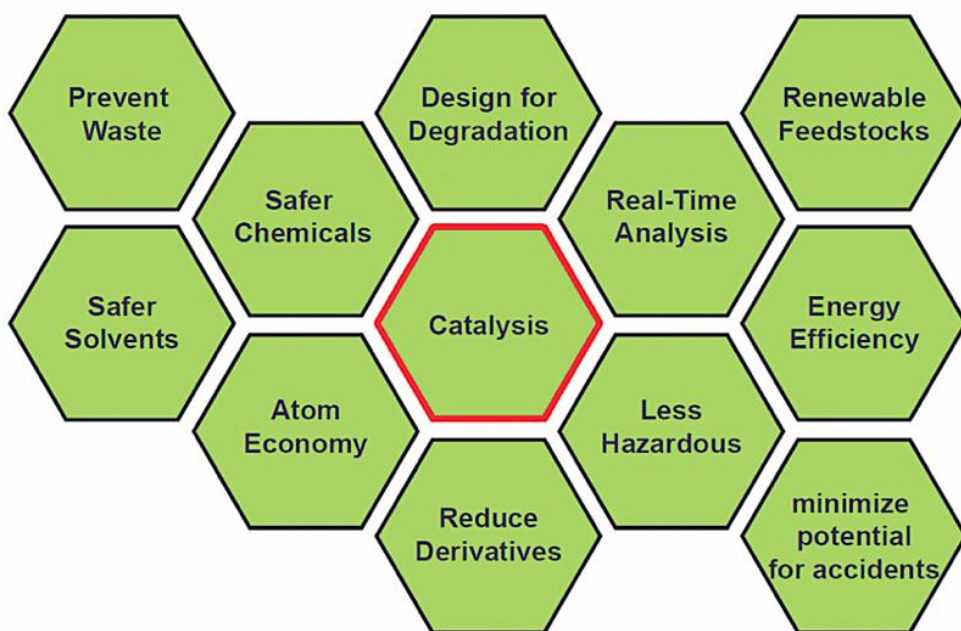 Prevent
Waste
Design for
Degradation
Renewable
Feedstocks
Safer
Chemicals
Real-Time
Analysis
Safer
Solvents
Catalysis
Energy
Efficiency
Atom
Economy
Less
Hazardous
Reduce
Derivatives
minimize
potential
for accidents